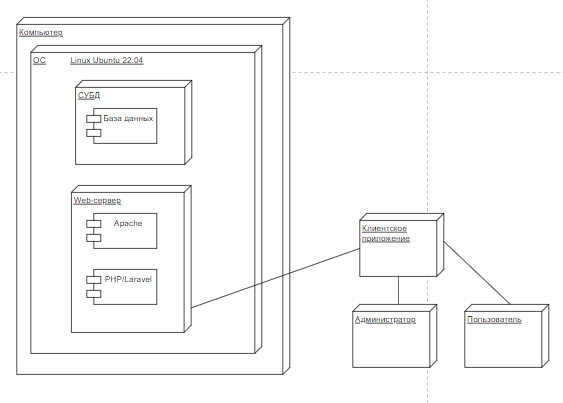 Компьютер
ОС Linux Ubuntu 22.04
СУБД
База данных
Web-сервер
Apache
PHP/Laravel
Клиентское
приложение
Администратор
Пользователь